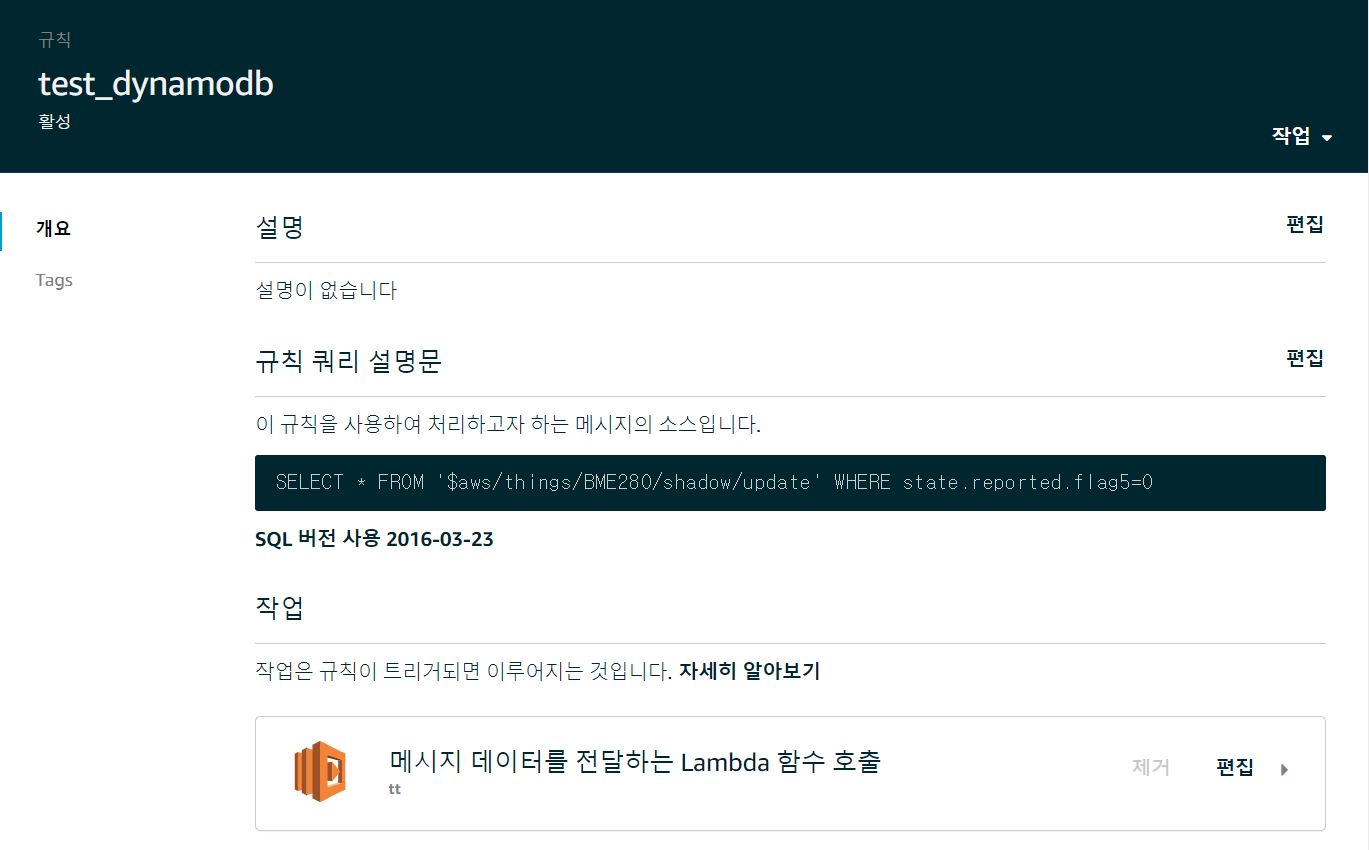 규칙
test_dynamodb
활성
작업
개요
Tags
설명
편집
설명이 없습니다
규칙 쿼리 설명문
편집
이 규칙을 사용하여 처리하고자 하는 메시지의 소스입니다.
SELECT * FROM '$aws/things/BME280/shadow/update' WHERE state.reported.flag5=0
SQL 버전 사용 2016-03-23
작업
작업은 규칙이 트리거되면 이루어지는 것입니다. 자세히 알아보기
메시지 데이터를 전달하는 Lambda 함수 호출
tt
제거
편집